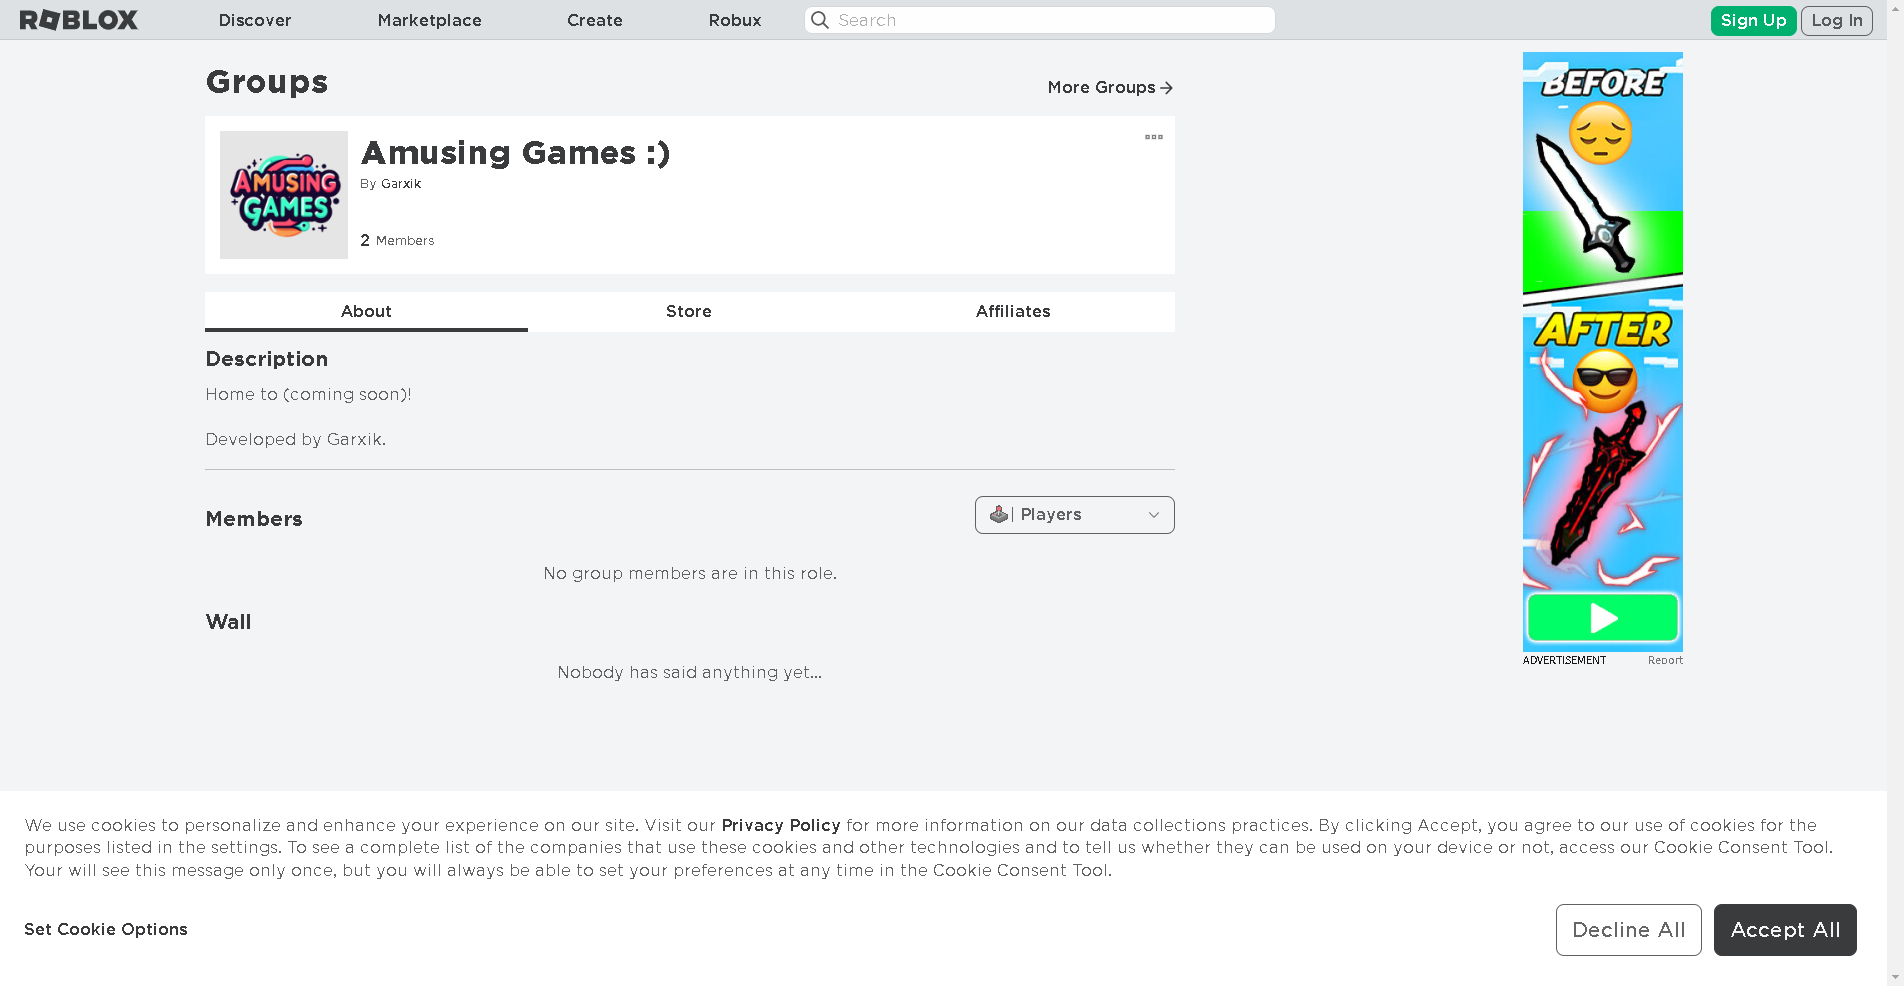 ROBLOX Discover Marketplace Create Robux Search Sign Up Log In
Groups
More Groups
AMUSING
GAMES
Amusing Games :)
By Garxik
2 Members
About Store Affiliates
Description
Home to (coming soon)!
Developed by Garxik.
Members
| Players
No group members are in this role.
Wall
Nobody has said anything yet...
BEFORE
AFTER
ADVERTISEMENT Report
We use cookies to personalize and enhance your experience on our site. Visit our Privacy Policy for more information on our data collections practices. By clicking Accept, you agree to our use of cookies for the
purposes listed in the settings. To see a complete list of the companies that use these cookies and other technologies and to tell us whether they can be used on your device or not, access our Cookie Consent Tool.
Your will see this message only once, but you will always be able to set your preferences at any time in the Cookie Consent Tool.
Set Cookie Options
Decline All
Accept All